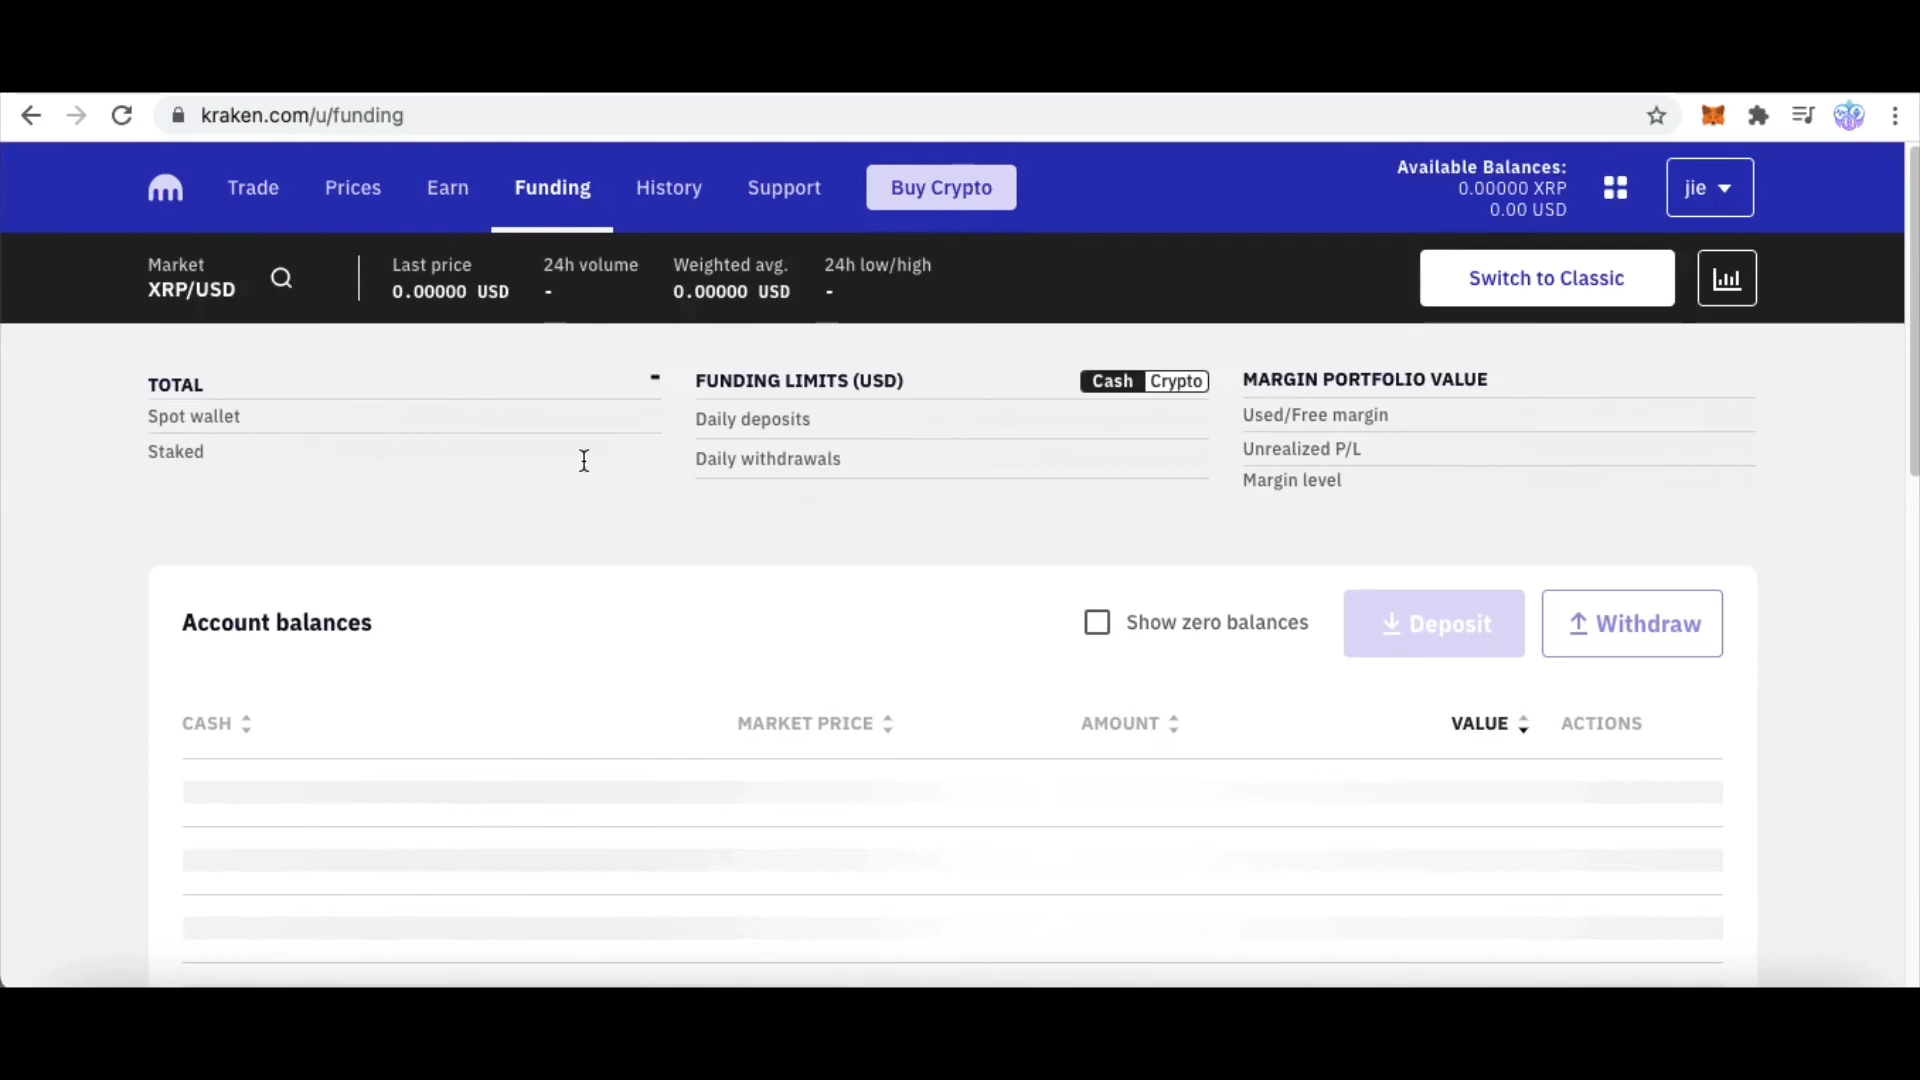 kraken.com/u/funding
Trade Prices Earn Funding History Support Buy Crypto
Available Balances:
0.00000 XRP
0.00 USD
jie
Market
XRP/USD
Last price
0.00000 USD
24h volume
-
Weighted avg.
0.00000 USD
24h low/high
-
Switch to Classic
TOTAL -
Spot wallet
Staked
FUNDING LIMITS (USD) Cash Crypto
Daily deposits
Daily withdrawals
MARGIN PORTFOLIO VALUE
Used/Free margin
Unrealized P/L
Margin level
Account balances Show zero balances Deposit Withdraw
CASH MARKET PRICE AMOUNT VALUE ACTIONS